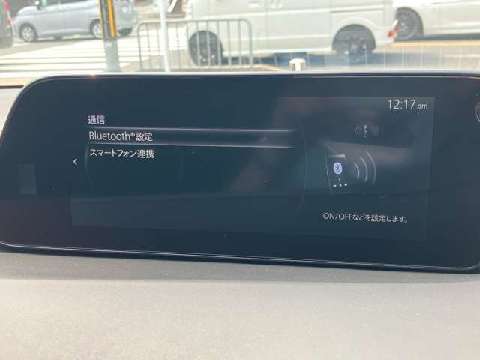 12:17 am
通信
Bluetooth®設定
スマートフォン連携
ON/OFFなどを設定します。